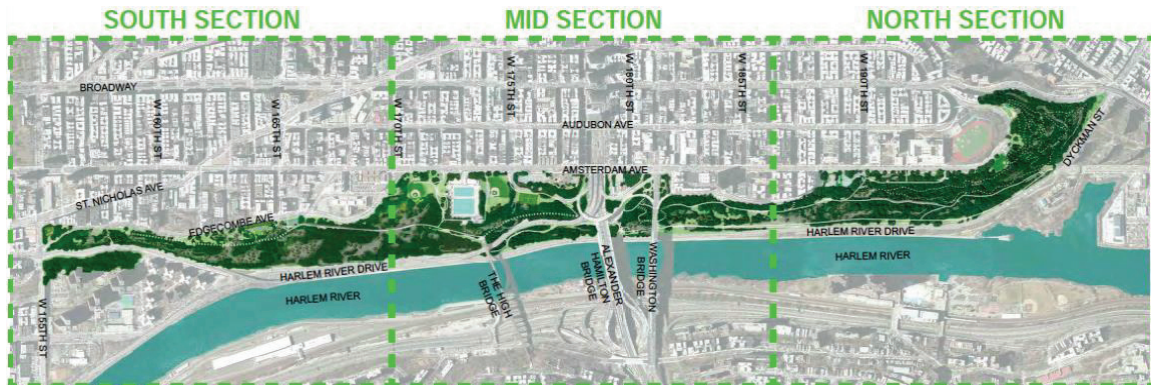 SOUTH SECTION
MID SECTION
NORTH SECTION
BROADWAY
W 160TH ST
W 165TH ST
W 170TH ST
W 175TH ST
W 180TH ST
W 185TH ST
W 190TH ST
AUDUBON AVE
AMSTERDAM AVE
DYCKMAN ST
ST. NICHOLAS AVE
EDGECOMBE AVE
HARLEM RIVER DRIVE
HARLEM RIVER
W 155TH ST
THE HIGH
BRIDGE
ALEXANDER
HAMILTON
BRIDGE
WASHINGTON
BRIDGE
HARLEM RIVER DRIVE
HARLEM RIVER